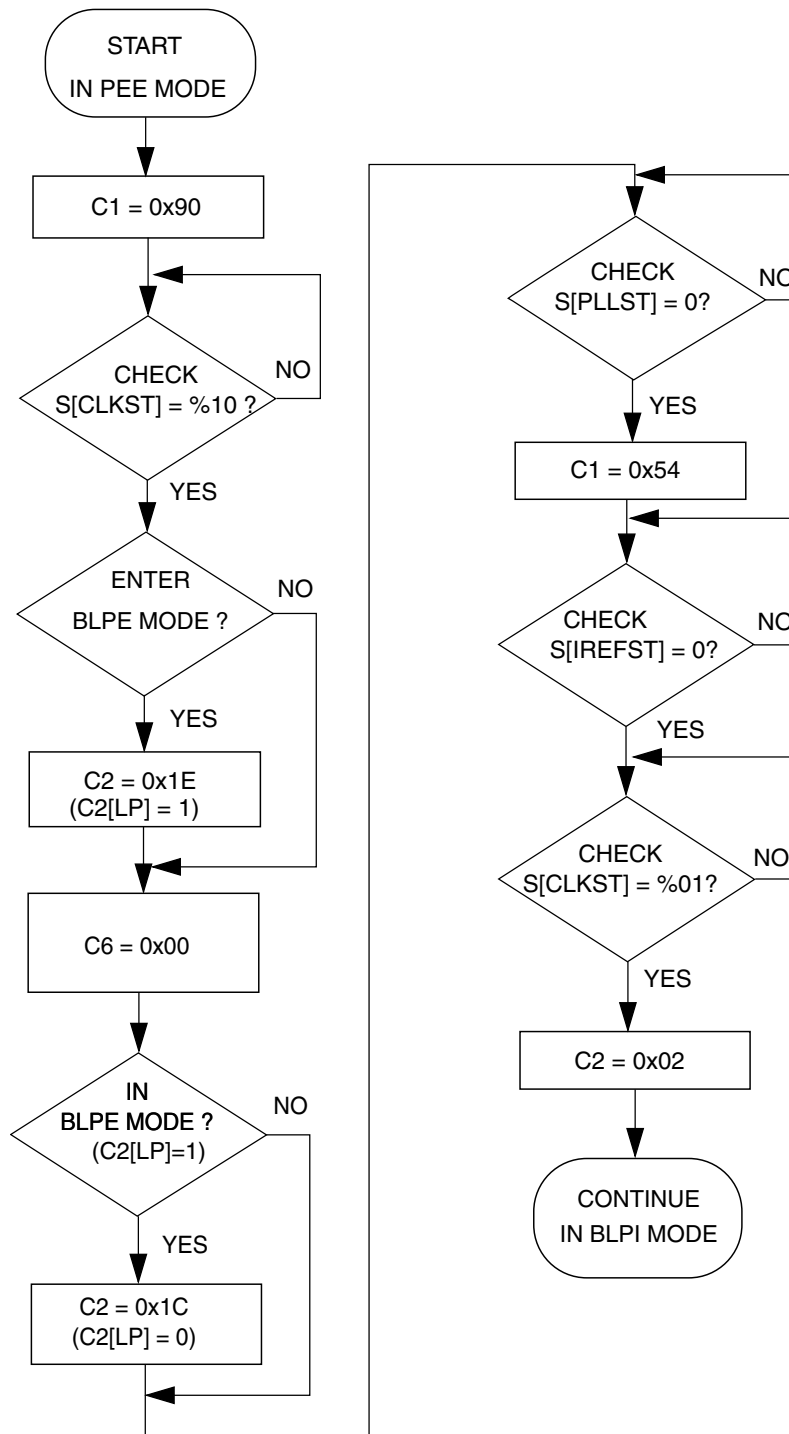 START
IN PEE MODE
C1 = 0x90
CHECK
S[CLKST] = %10 ?
NO
YES
ENTER
BLPE MODE ?
NO
YES
C2 = 0x1E
(C2[LP] = 1)
C6 = 0x00
IN
BLPE MODE ?
(C2[LP]=1)
NO
YES
C2 = 0x1C
(C2[LP] = 0)
CHECK
S[PLLST] = 0?
NO
YES
C1 = 0x54
CHECK
S[IREFST] = 0?
NO
YES
CHECK
S[CLKST] = %01?
NO
YES
C2 = 0x02
CONTINUE
IN BLPI MODE